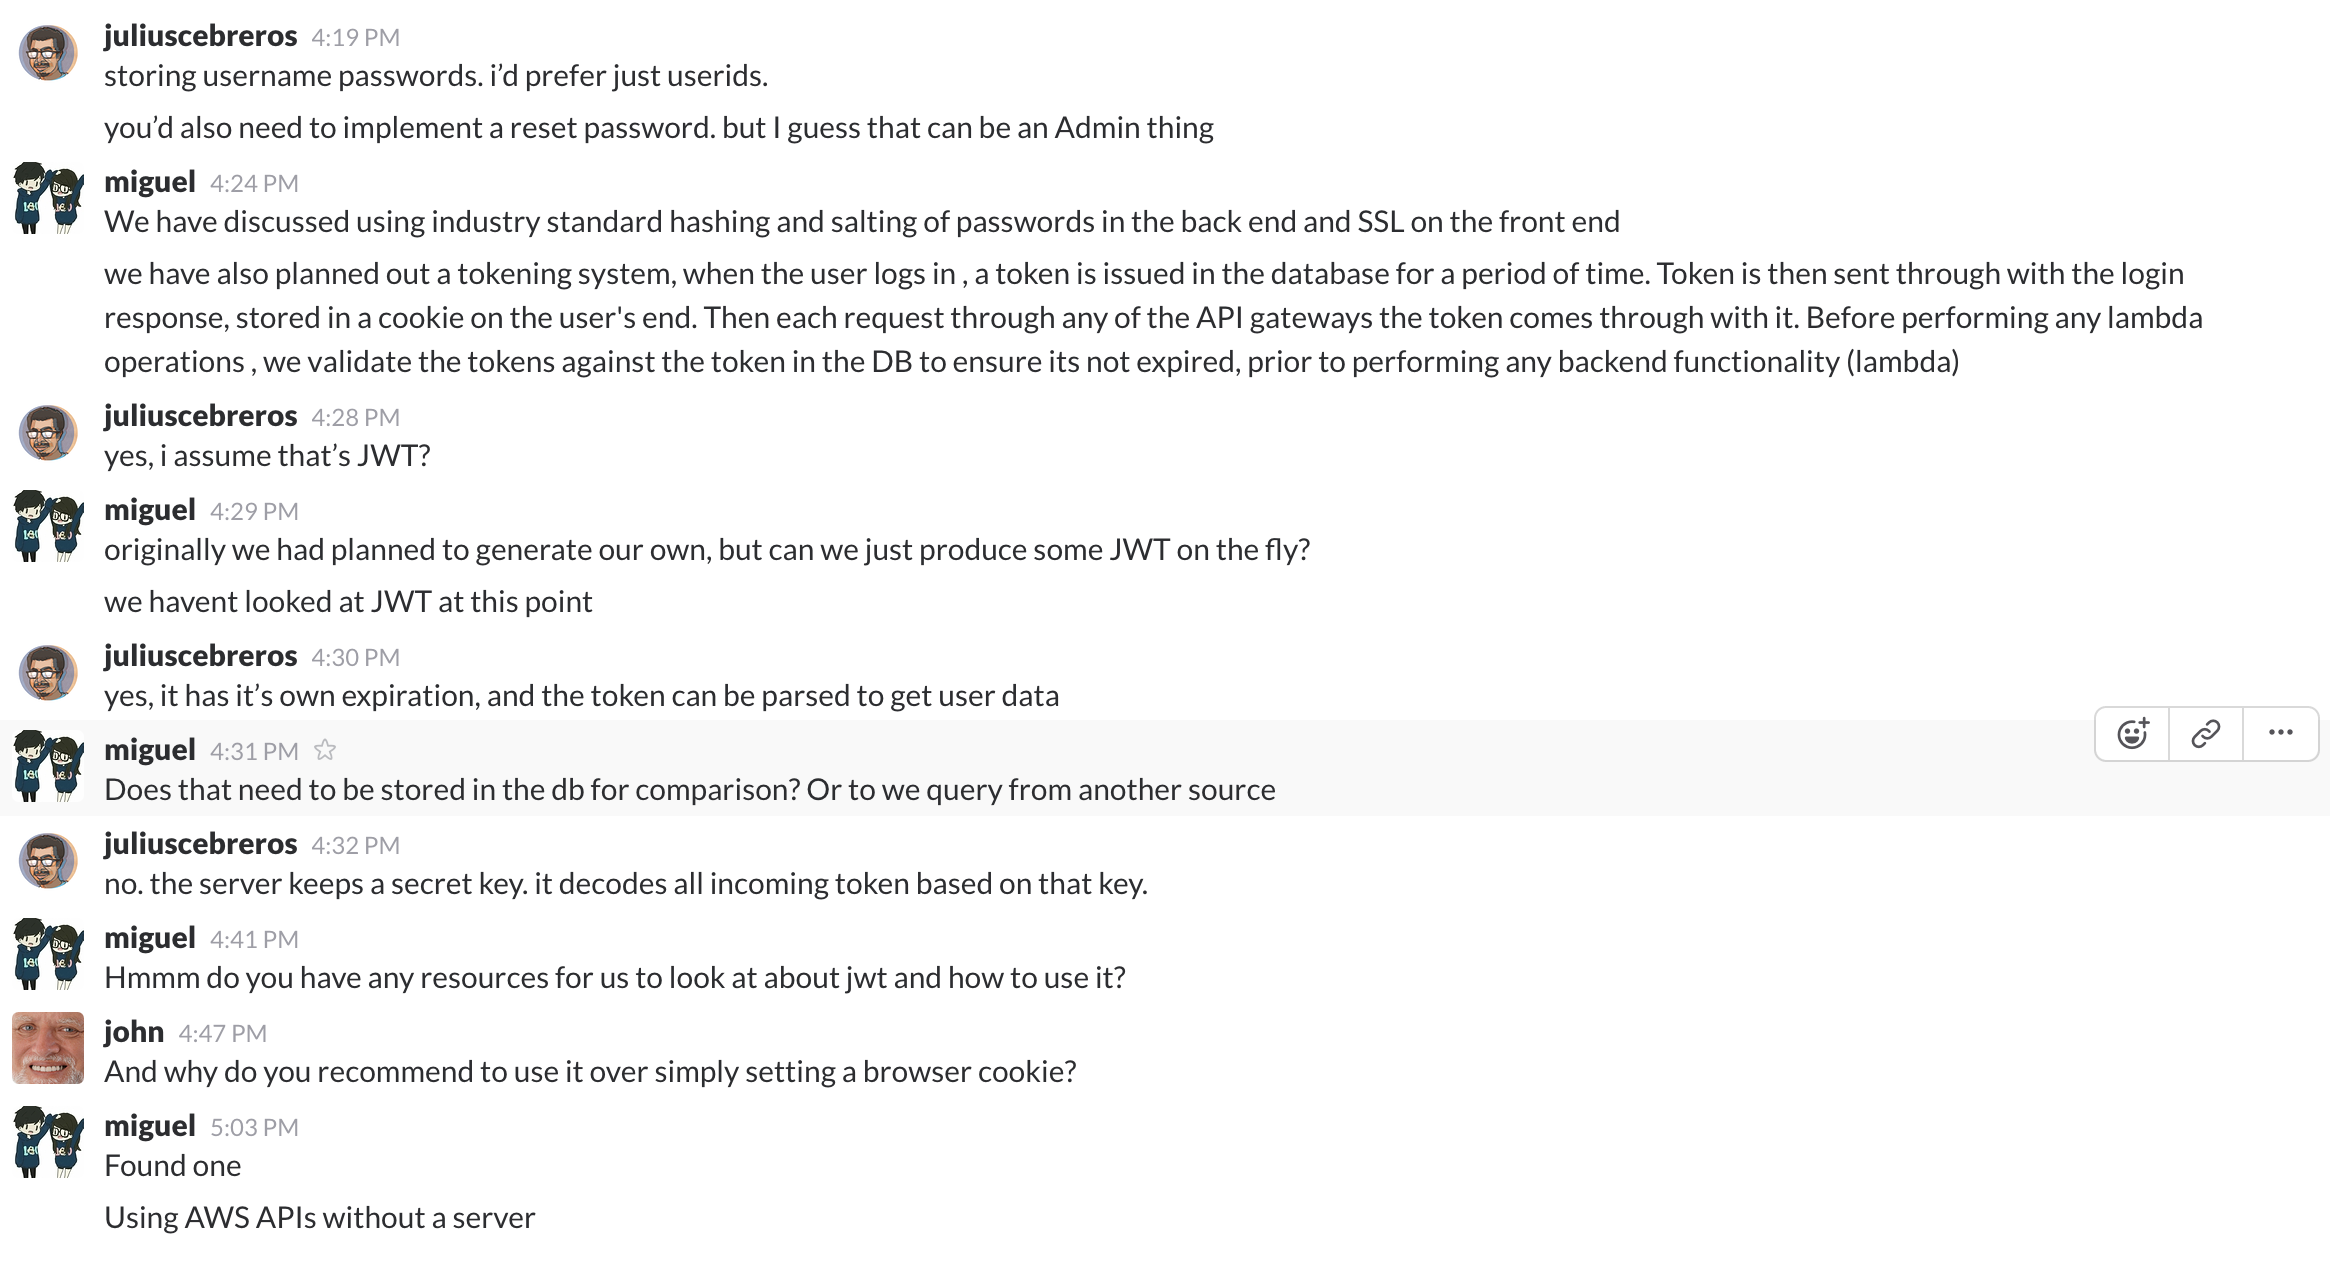 juliuscebreros 4:19 PM
storing username passwords. i’d prefer just userids.
you’d also need to implement a reset password. but I guess that can be an Admin thing
miguel 4:24 PM
We have discussed using industry standard hashing and salting of passwords in the back end and SSL on the front end
we have also planned out a tokening system, when the user logs in , a token is issued in the database for a period of time. Token is then sent through with the login
response, stored in a cookie on the user's end. Then each request through any of the API gateways the token comes through with it. Before performing any lambda
operations , we validate the tokens against the token in the DB to ensure its not expired, prior to performing any backend functionality (lambda)
juliuscebreros 4:28 PM
yes, i assume that’s JWT?
miguel 4:29 PM
originally we had planned to generate our own, but can we just produce some JWT on the fly?
we havent looked at JWT at this point
juliuscebreros 4:30 PM
yes, it has it’s own expiration, and the token can be parsed to get user data
miguel 4:31 PM
Does that need to be stored in the db for comparison? Or to we query from another source
juliuscebreros 4:32 PM
no. the server keeps a secret key. it decodes all incoming token based on that key.
miguel 4:41 PM
Hmmm do you have any resources for us to look at about jwt and how to use it?
john 4:47 PM
And why do you recommend to use it over simply setting a browser cookie?
miguel 5:03 PM
Found one
Using AWS APIs without a server